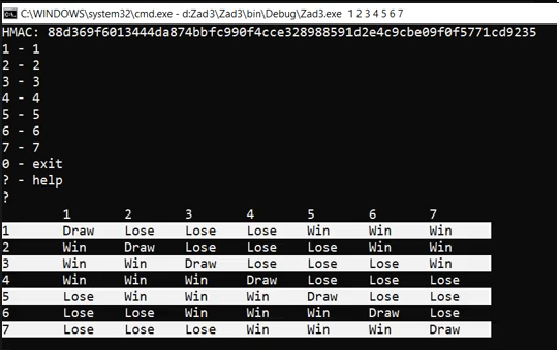 C:\WINDOWS\system32\cmd.exe - d:Zad3\Zad3\bin\Debug\Zad3.exe 1 2 3 4 5 6 7
HMAC: 88d369f6013444da874bbfc990f4cce328988591d2e4c9cbe09f0f5771cd9235
1 - 1
2 - 2
3 - 3
4 - 4
5 - 5
6 - 6
7 - 7
0 - exit
? - help
?
1 2 3 4 5 6 7
1 Draw Lose Lose Lose Win Win Win
2 Win Draw Lose Lose Lose Win Win
3 Win Win Draw Lose Lose Lose Win
4 Win Win Win Draw Lose Lose Lose
5 Lose Win Win Win Draw Lose Lose
6 Lose Lose Win Win Win Draw Lose
7 Lose Lose Lose Win Win Win Draw